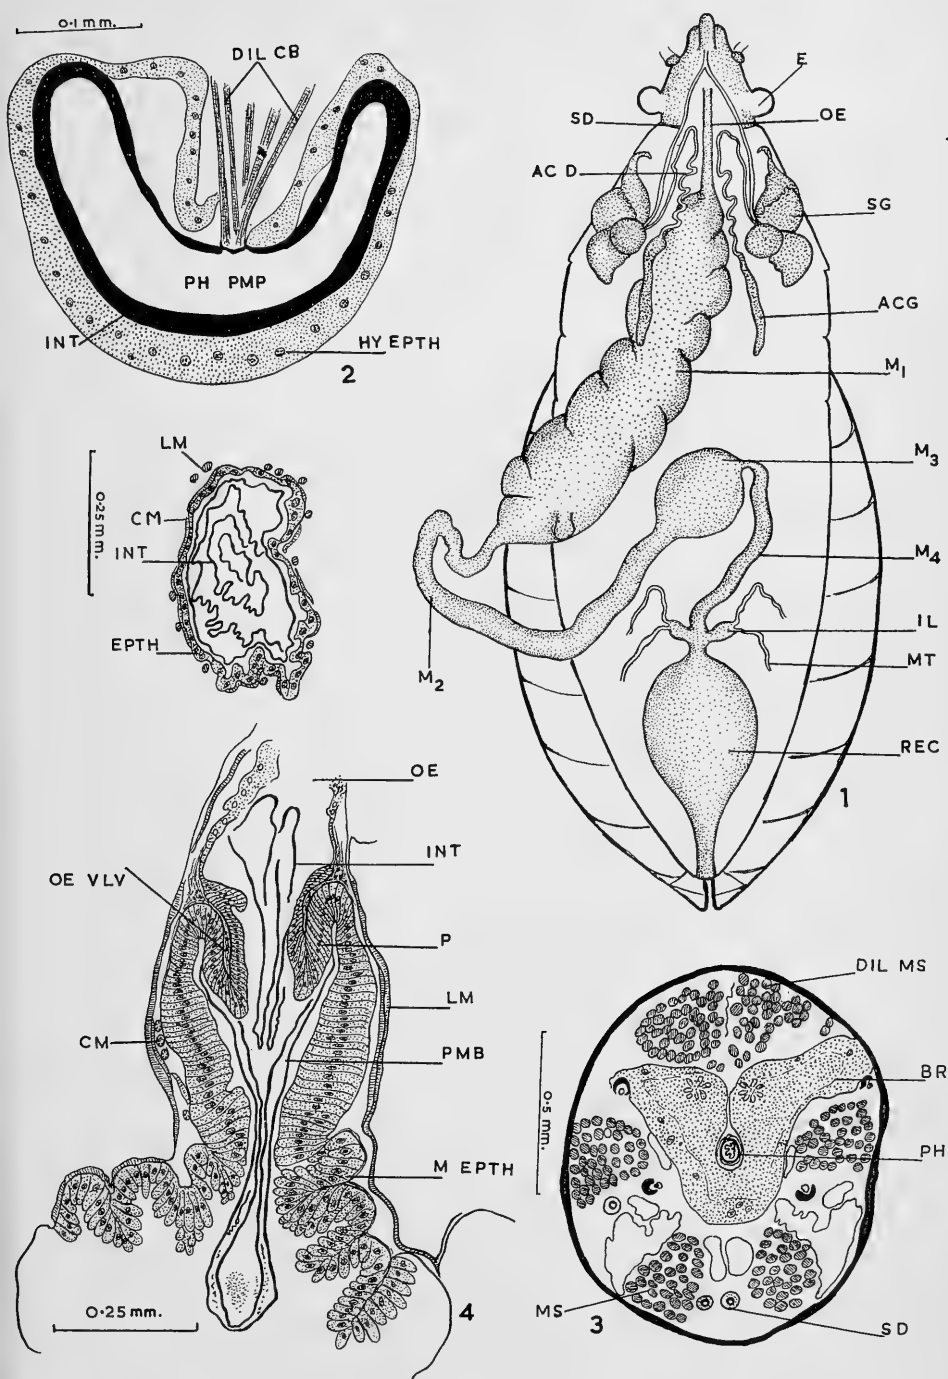 0·1 mm.
DIL CB
PH PMP
INT
HY EPTH
2
E
SD
OE
AC D
SG
ACG
M1
M3
M4
M2
IL
MT
REC
1
LM
CM
INT
EPTH
0·25 mm.
OE
INT
OE VLV
P
LM
CM
PMB
M EPTH
0·25 mm.
4
DIL MS
BR
PH
0·5 mm.
MS
3
SD